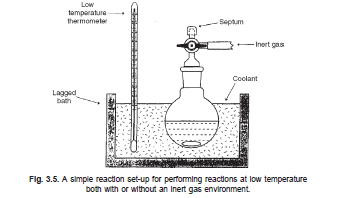 Low
temperature
thermometer
Septum
Inert gas
Coolant
Lagged
bath
Fig. 3.5. A simple reaction set-up for performing reactions at low temperature
both with or without an inert gas environment.